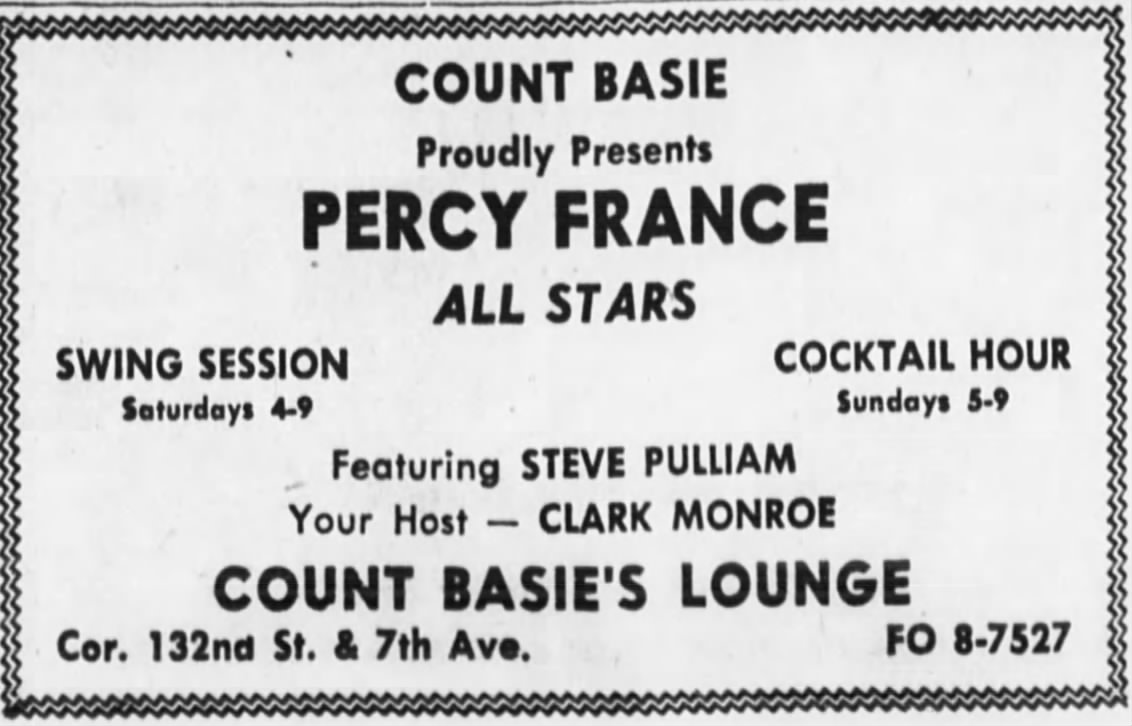 COUNT BASIE
Proudly Presents
PERCY FRANCE
ALL STARS
SWING SESSION
Saturdays 4-9
COCKTAIL HOUR
Sundays 5-9
Featuring STEVE PULLIAM
Your Host — CLARK MONROE
COUNT BASIE'S LOUNGE
Cor. 132nd St. & 7th Ave. FO 8-7527